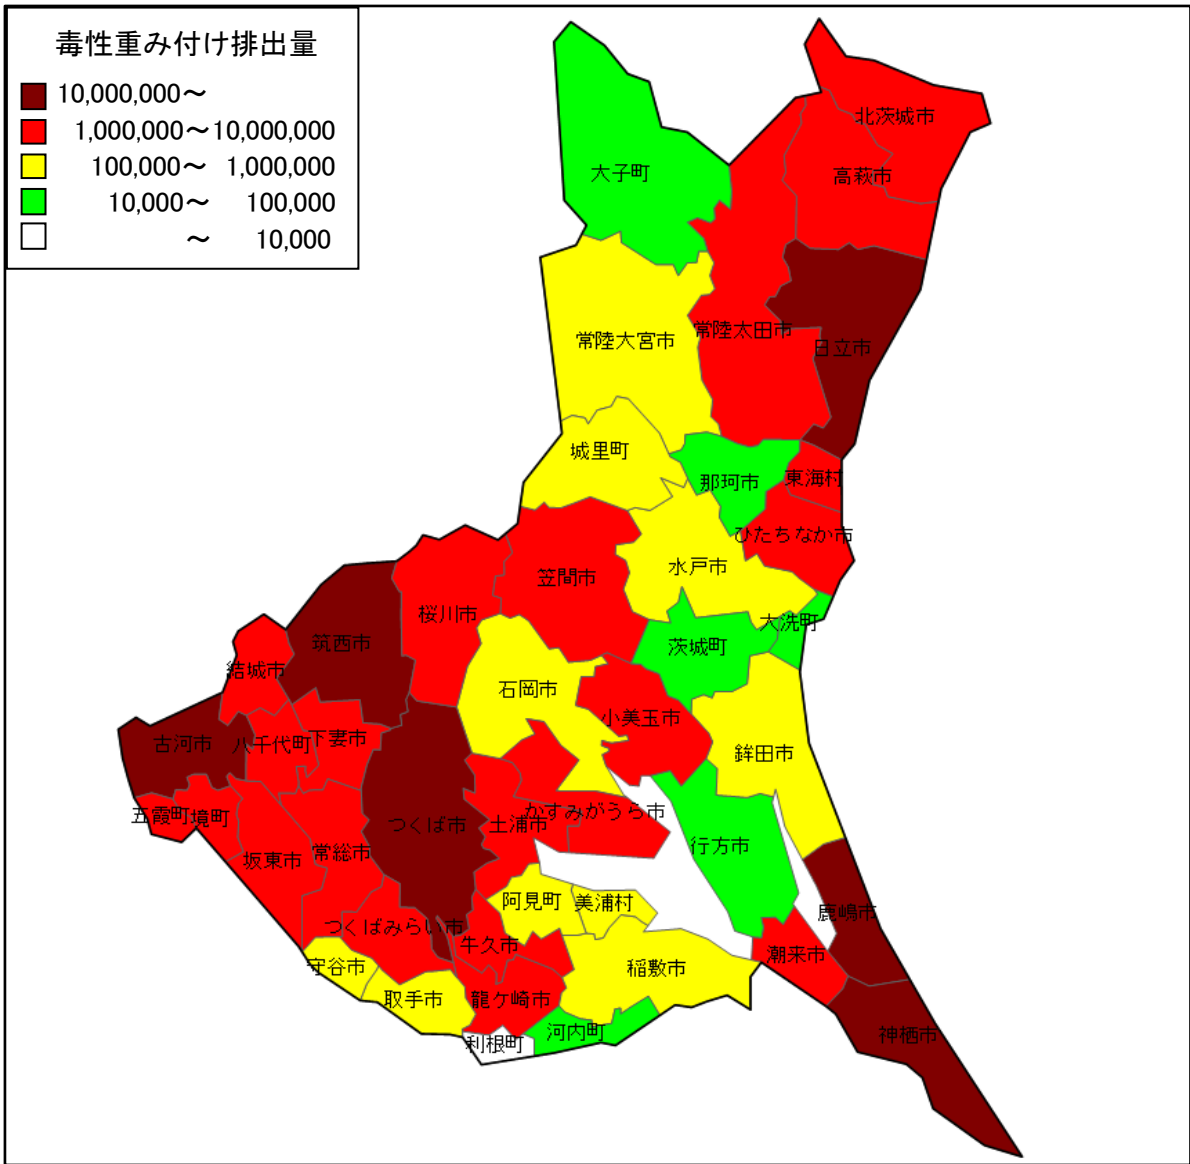 毒性重み付け排出量
10,000,000～
1,000,000～10,000,000
100,000～ 1,000,000
10,000～ 100,000
～ 10,000
北茨城市
大子町
高萩市
常陸太田市
常陸大宮市
日立市
城里町
那珂市
東海村
ひたちなか市
水戸市
笠間市
桜川市
大洗町
筑西市
茨城町
結城市
石岡市
小美玉市
古河市
八千代町
下妻市
鉾田市
五霞町
境町
つくば市
土浦市
かすみがうら市
行方市
坂東市
常総市
阿見町
美浦村
鹿嶋市
つくばみらい市
牛久市
潮来市
守谷市
稲敷市
取手市
龍ケ崎市
河内町
神栖市
利根町